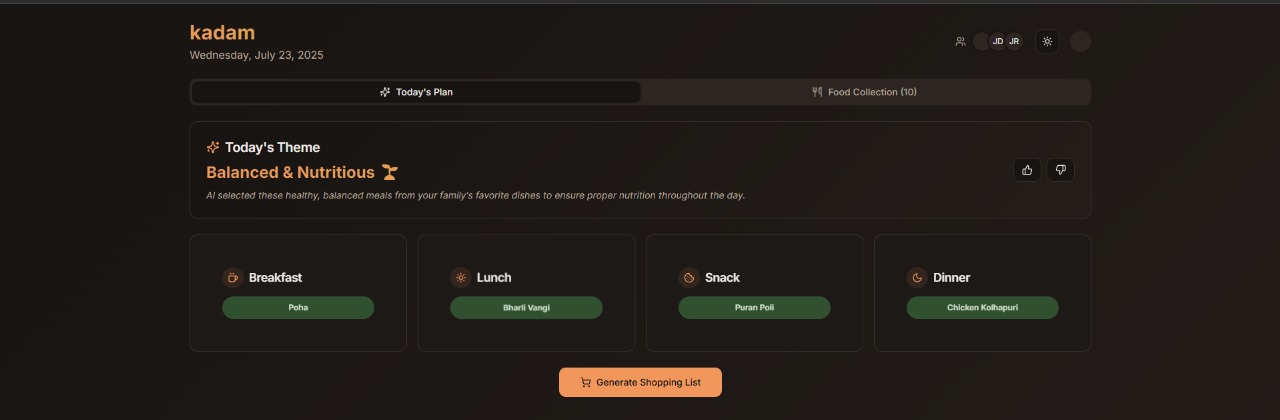 kadam
Wednesday, July 23, 2025
JD JR
Today's Plan
Food Collection (10)
Today's Theme
Balanced & Nutritious
AI selected these healthy, balanced meals from your family's favorite dishes to ensure proper nutrition throughout the day.
Breakfast
Poha
Lunch
Bharli Vangi
Snack
Puran Poli
Dinner
Chicken Kolhapuri
Generate Shopping List